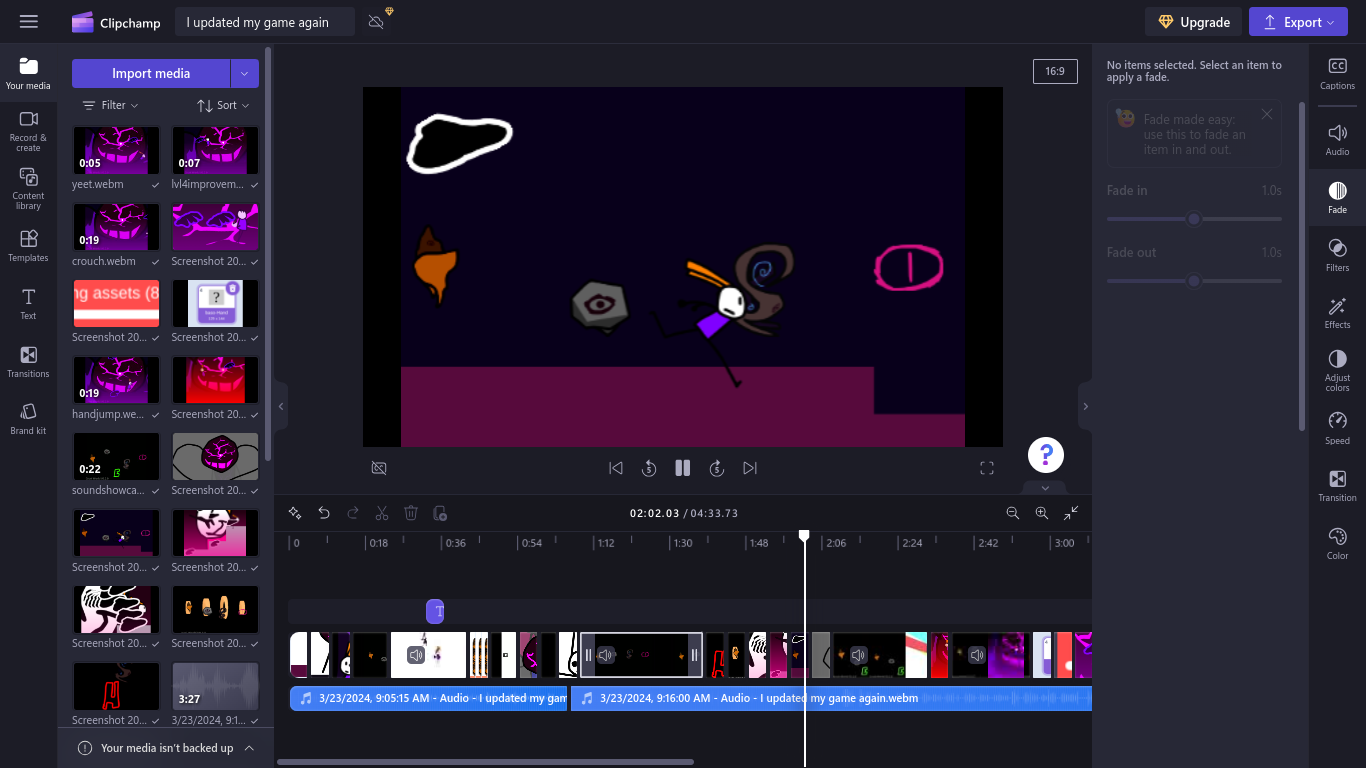 Clipchamp
I updated my game again
Upgrade
Export
Your media
Record &
create
Content
library
Templates
Text
Transitions
Brand kit
Import media
Filter
Sort
0:05
0:07
yeet.webm
lvl4improvem...
0:19
crouch.webm
Screenshot 20...
ng assets (8
?
Screenshot 20...
Screenshot 20...
0:19
handjump.we...
Screenshot 20...
0:22
soundshowca...
Screenshot 20...
Screenshot 20...
Screenshot 20...
Screenshot 20...
Screenshot 20...
3:27
Screenshot 20...
3/23/2024, 9:1...
Your media isn't backed up
16:9
5
5
?
02:02.03 / 04:33.73
0
0:18
0:36
0:54
1:12
1:30
1:48
2:06
2:24
2:42
3:00
T
3/23/2024, 9:05:15 AM - Audio - I updated my gam
3/23/2024, 9:16:00 AM - Audio - I updated my game again.webm
No items selected. Select an item to
apply a fade.
Fade made easy:
use this to fade an
item in and out.
Fade in
1.0s
Fade out
1.0s
CC
Captions
Audio
Fade
Filters
Effects
Adjust
colors
Speed
Transition
Color